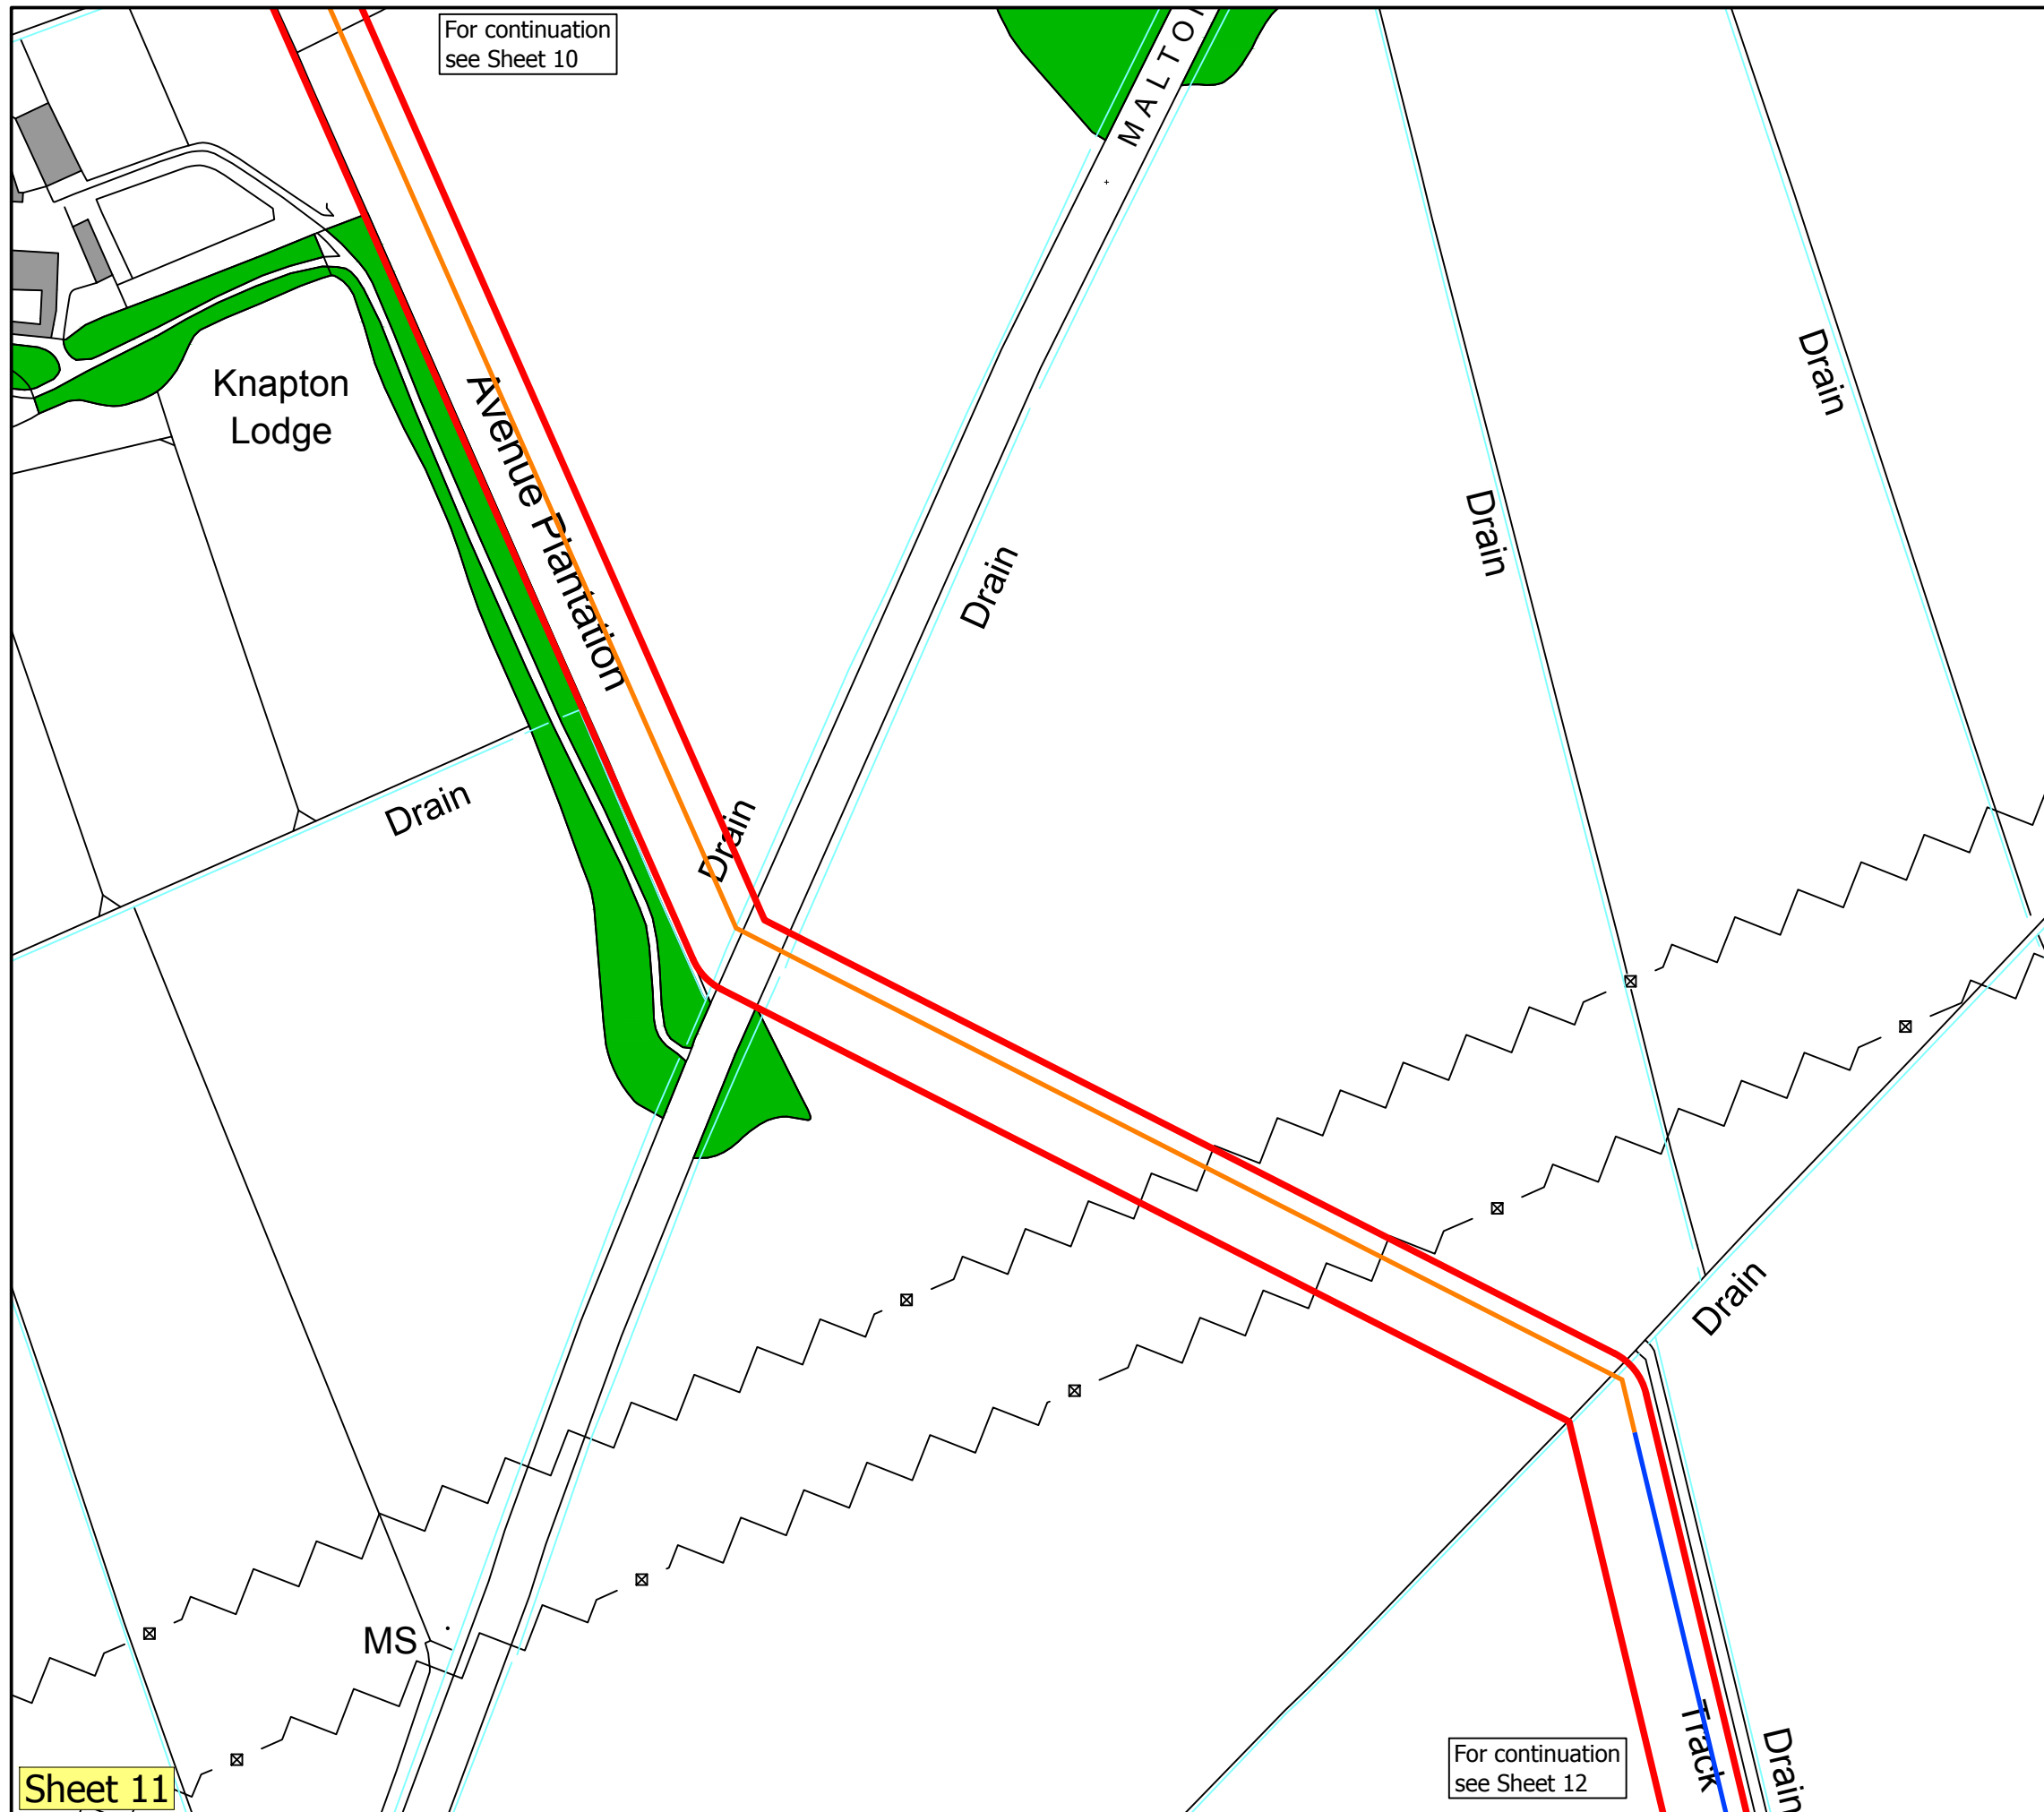 For continuation
see Sheet 10
MALTON
Knapton
Lodge
Avenue Plantation
Drain
Drain
Drain
Drain
Drain
Drain
MS
Track
Drain
For continuation
see Sheet 12
Sheet 11